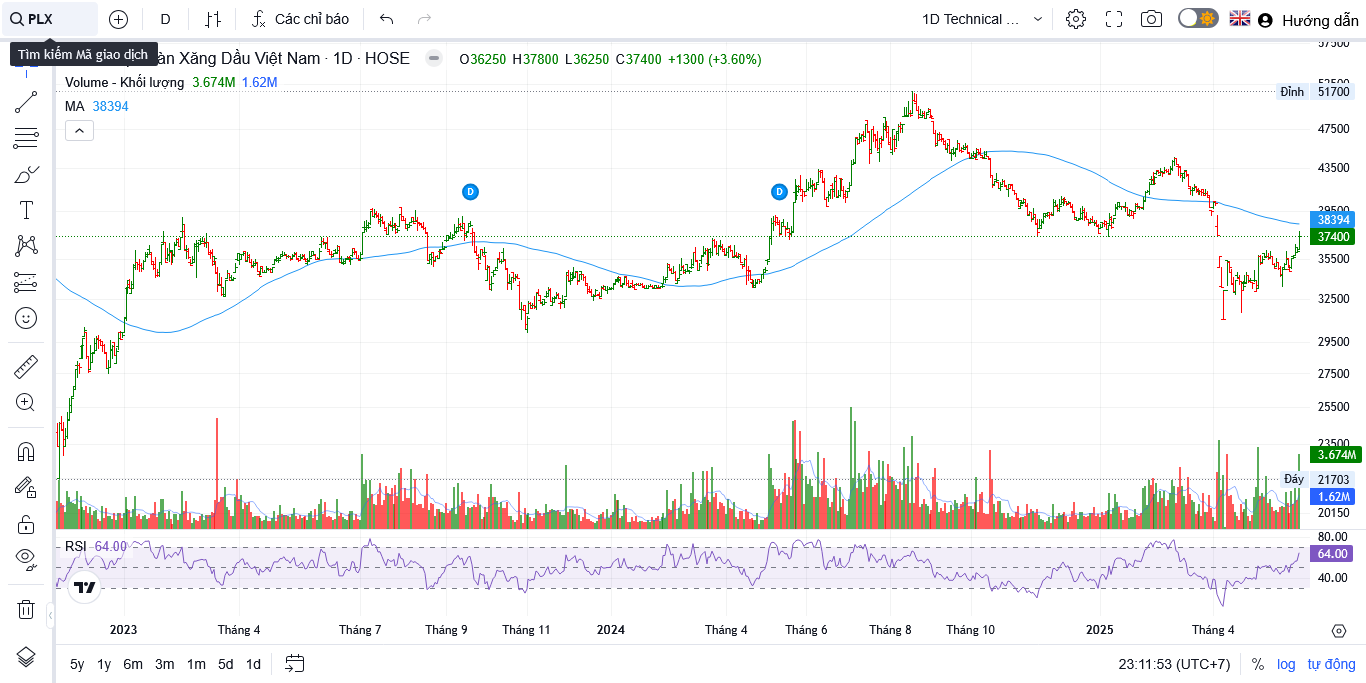 PLX D Các chỉ báo 1D Technical ... Hướng dẫn
Tìm kiếm Mã giao dịch àn Xăng Dầu Việt Nam · 1D · HOSE O36250 H37800 L36250 C37400 +1300 (+3.60%)
Volume - Khối lượng 3.674M 1.62M
MA 38394
57500
52500
Đỉnh 51700
47500
43500
39500
38394
37400
35500
32500
29500
27500
25500
23500
3.674M
Đáy 21703
1.62M
20150
D D
RSI 64.00
80.00
64.00
40.00
2023 Tháng 4 Tháng 7 Tháng 9 Tháng 11 2024 Tháng 4 Tháng 6 Tháng 8 Tháng 10 2025 Tháng 4
5y 1y 6m 3m 1m 5d 1d 23:11:53 (UTC+7) % log tự động